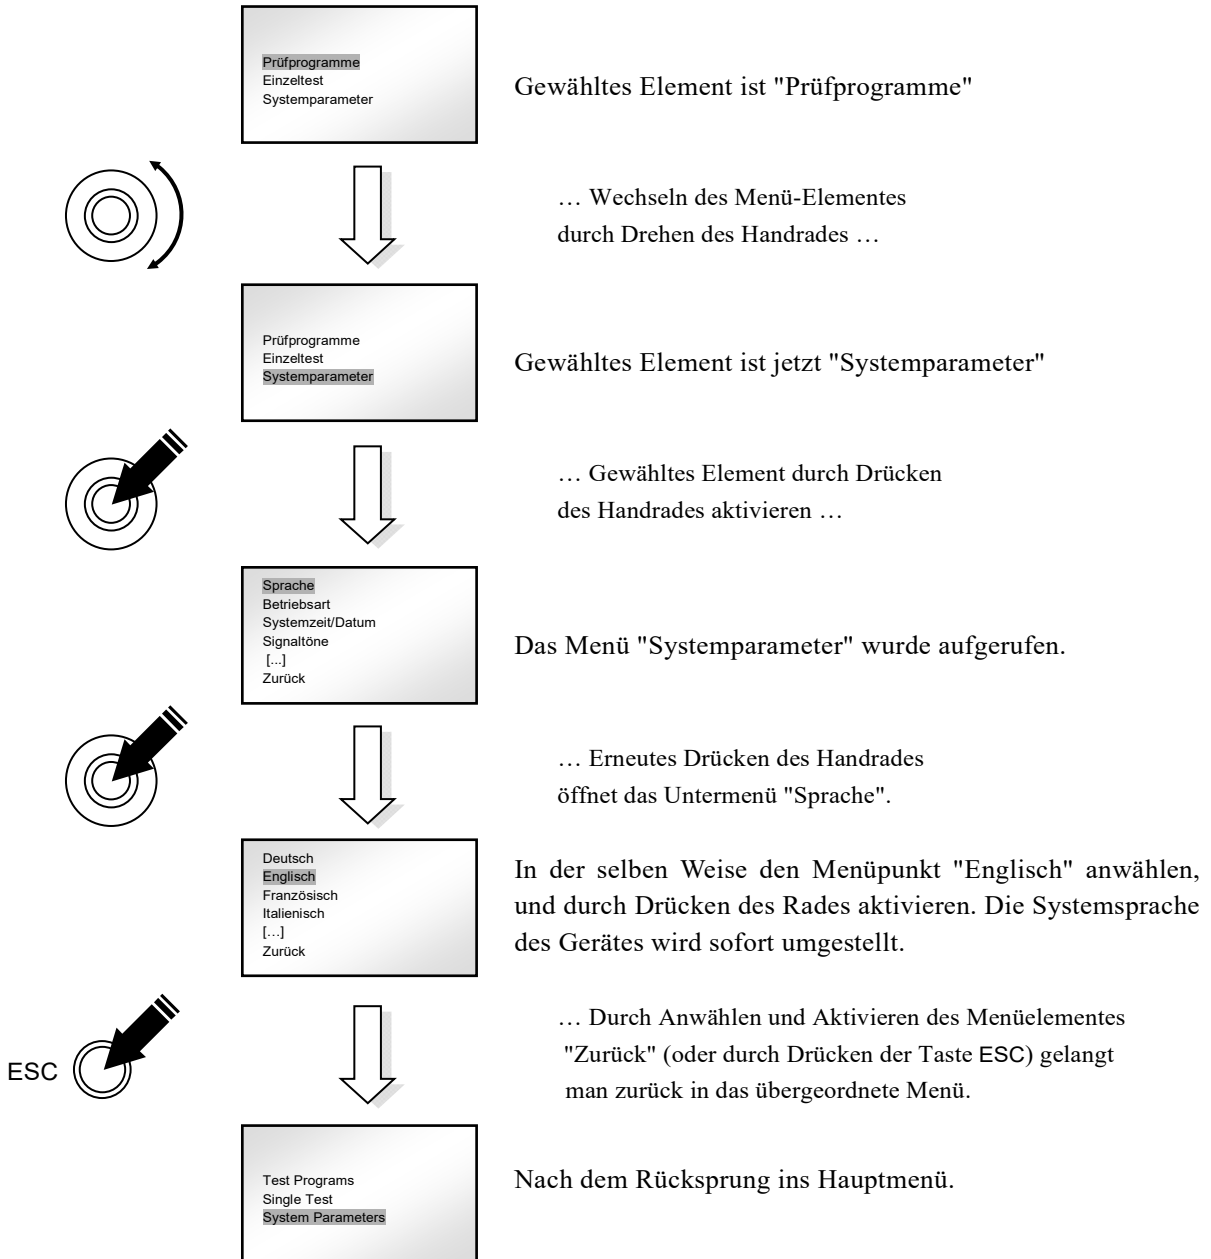 Prüfprogramme
Einzeltest
Systemparameter
Gewähltes Element ist "Prüfprogramme"
… Wechseln des Menü-Elementes
durch Drehen des Handrades …
Prüfprogramme
Einzeltest
Systemparameter
Gewähltes Element ist jetzt "Systemparameter"
… Gewähltes Element durch Drücken
des Handrades aktivieren …
Sprache
Betriebsart
Systemzeit/Datum
Signaltöne
[...]
Zurück
Das Menü "Systemparameter" wurde aufgerufen.
… Erneutes Drücken des Handrades
öffnet das Untermenü "Sprache".
Deutsch
Englisch
Französisch
Italienisch
[…]
Zurück
In der selben Weise den Menüpunkt "Englisch" anwählen,
und durch Drücken des Rades aktivieren. Die Systemsprache
des Gerätes wird sofort umgestellt.
ESC
… Durch Anwählen und Aktivieren des Menüelementes
"Zurück" (oder durch Drücken der Taste ESC) gelangt
man zurück in das übergeordnete Menü.
Test Programs
Single Test
System Parameters
Nach dem Rücksprung ins Hauptmenü.